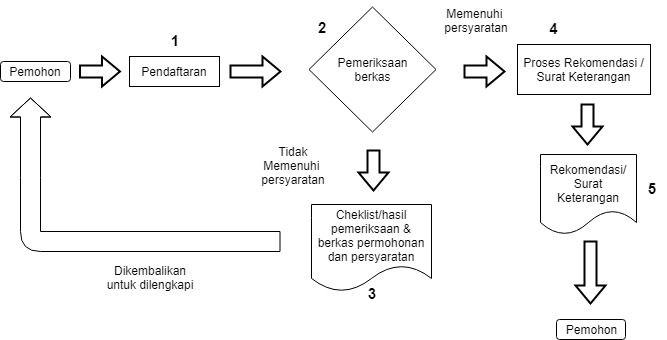 Pemohon
1
Pendaftaran
2
Pemeriksaan
berkas
Memenuhi
persyaratan
4
Proses Rekomendasi /
Surat Keterangan
Tidak
Memenuhi
persyaratan
Cheklist/hasil
pemeriksaan &
berkas permohonan
dan persyaratan
3
Dikembalikan
untuk dilengkapi
Rekomendasi/
Surat
Keterangan
5
Pemohon